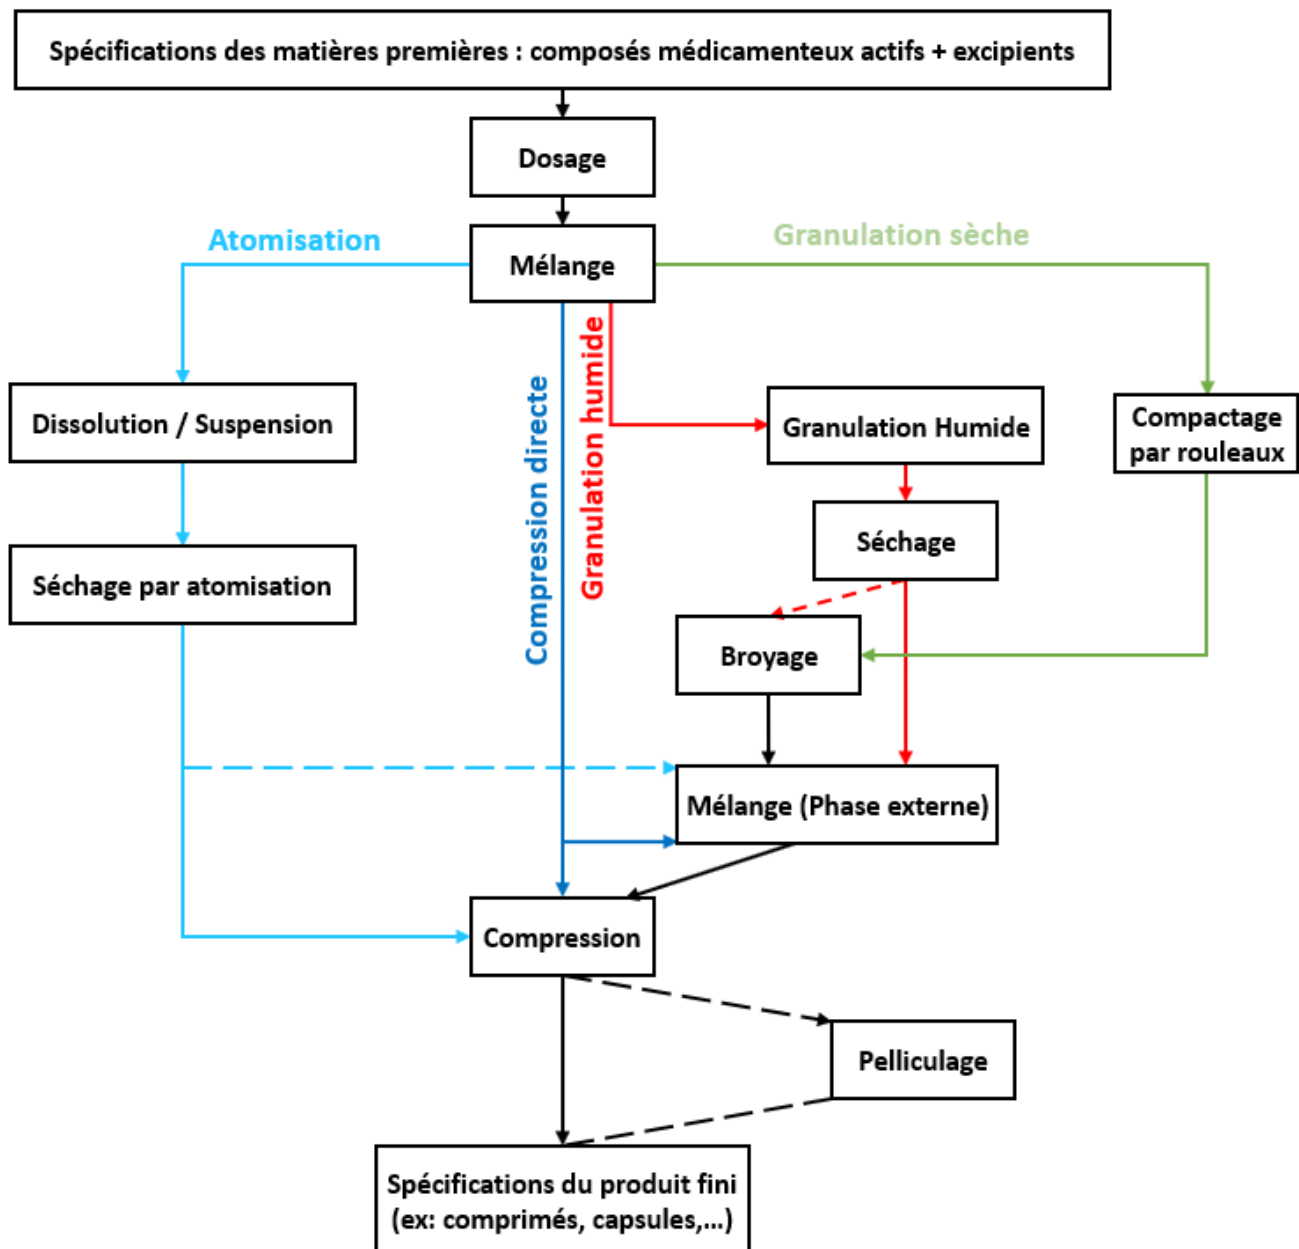 Spécifications des matières premières : composés médicamenteux actifs + excipients
Dosage
Atomisation
Granulation sèche
Mélange
Compression directe
Granulation humide
Dissolution / Suspension
Granulation Humide
Compactage
par rouleaux
Séchage
Séchage par atomisation
Broyage
Mélange (Phase externe)
Compression
Pelliculage
Spécifications du produit fini
(ex: comprimés, capsules,...)